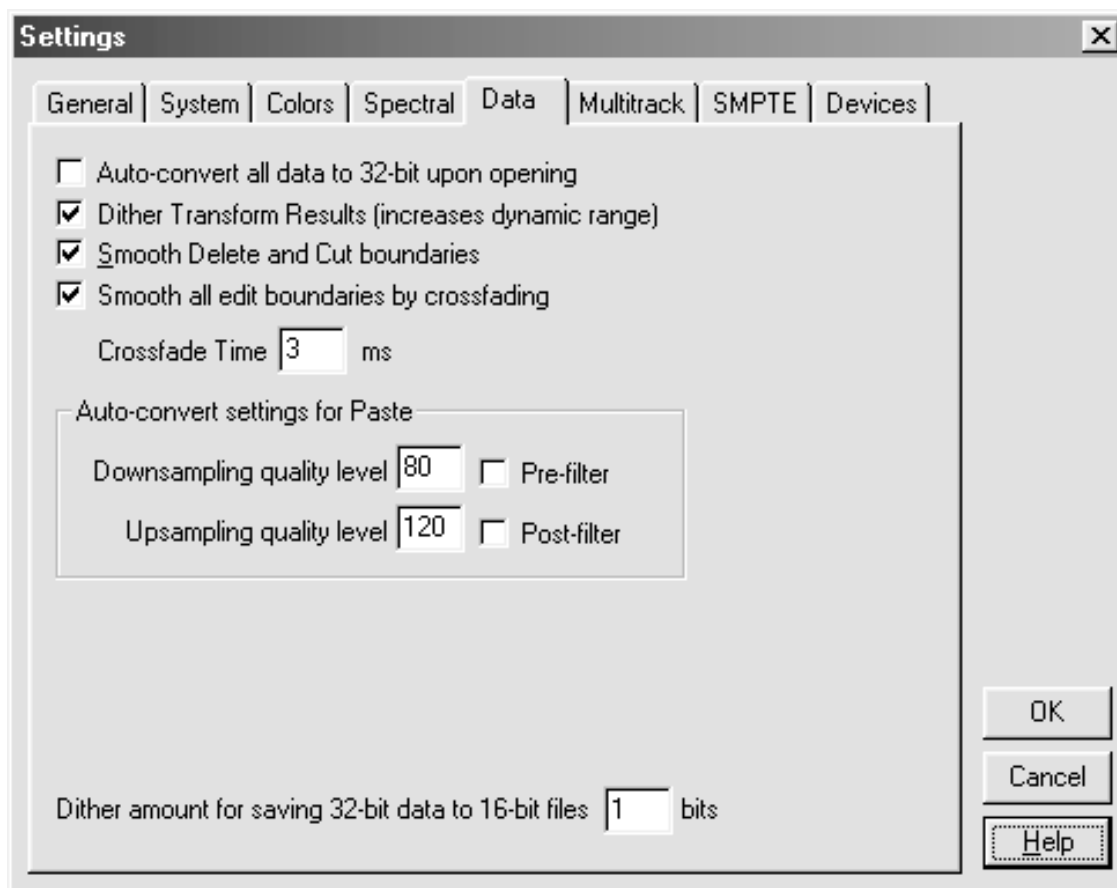 Settings
General System Colors Spectral Data Multitrack SMPTE Devices
Auto-convert all data to 32-bit upon opening
Dither Transform Results (increases dynamic range)
Smooth Delete and Cut boundaries
Smooth all edit boundaries by crossfading
Crossfade Time 3 ms
Auto-convert settings for Paste
Downsampling quality level 80 Pre-filter
Upsampling quality level 120 Post-filter
OK
Cancel
Dither amount for saving 32-bit data to 16-bit files 1 bits
Help